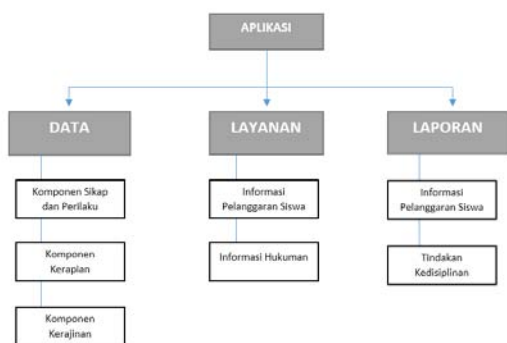 APLIKASI
DATA
Komponen Sikap
dan Perilaku
Komponen
Kerapian
Komponen
Kerajinan
LAYANAN
Informasi
Pelanggaran Siswa
Informasi Hukuman
LAPORAN
Informasi
Pelanggaran Siswa
Tindakan
Kedisiplinan